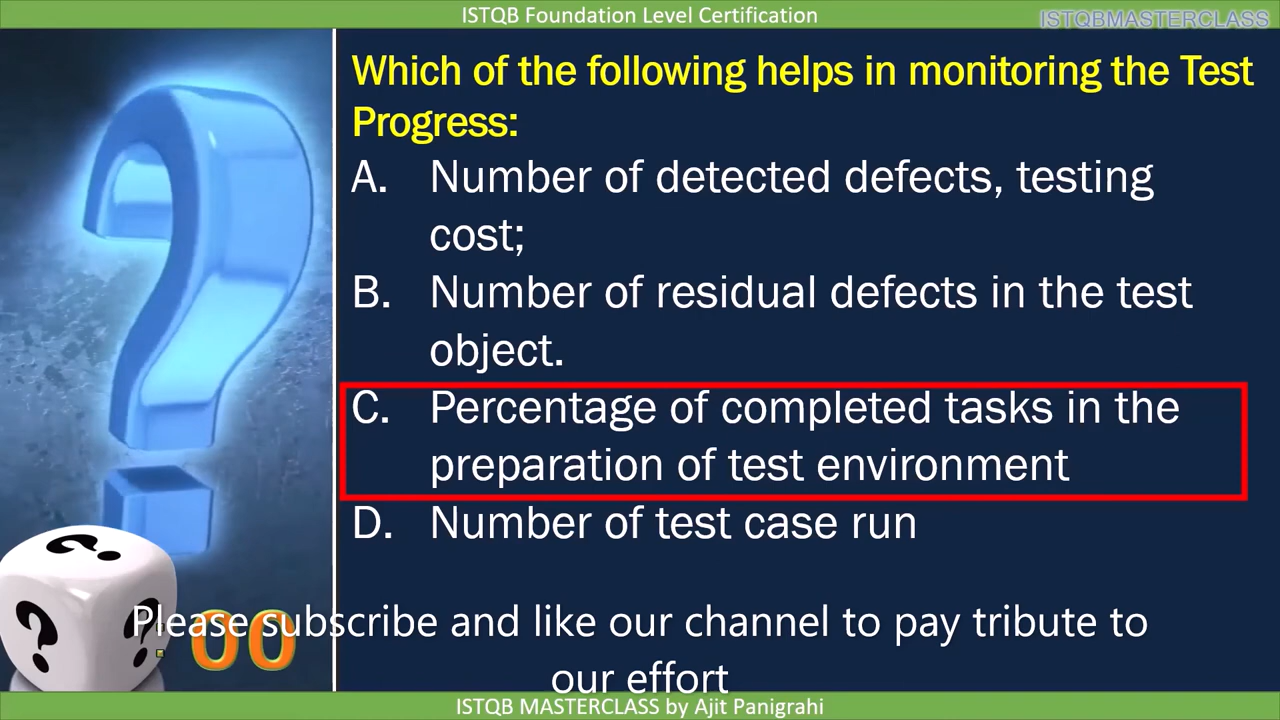 ISTQB Foundation Level Certification
ISTQBMASTERCLASS
Which of the following helps in monitoring the Test
Progress:
A. Number of detected defects, testing
cost;
B. Number of residual defects in the test
object.
C. Percentage of completed tasks in the
preparation of test environment
D. Number of test case run
:00
Please subscribe and like our channel to pay tribute to
our effort
ISTQB MASTERCLASS by Ajit Panigrahi